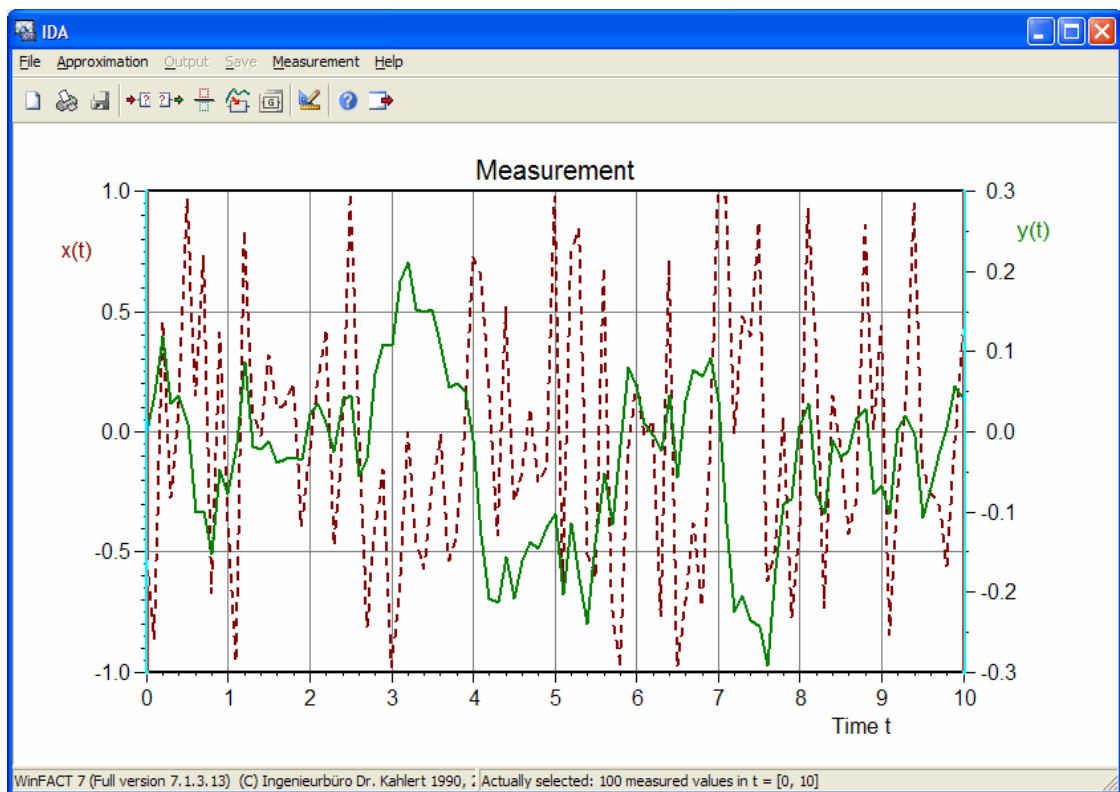 IDA
File Approximation Output Save Measurement Help
Measurement
x(t)
y(t)
1.0
0.5
0.0
-0.5
-1.0
0.3
0.2
0.1
0.0
-0.1
-0.2
-0.3
0 1 2 3 4 5 6 7 8 9 10
Time t
WinFACT 7 (Full version 7.1.3.13) (C) Ingenieurbüro Dr. Kahlert 1990,
Actually selected: 100 measured values in t = [0, 10]